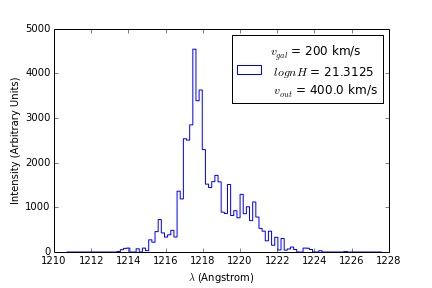 5000
4000
3000
2000
1000
0
Intensity (Arbitrary Units)
v_gal = 200 km/s
lognH = 21.3125
v_out = 400.0 km/s
1210 1212 1214 1216 1218 1220 1222 1224 1226 1228
λ (Angstrom)